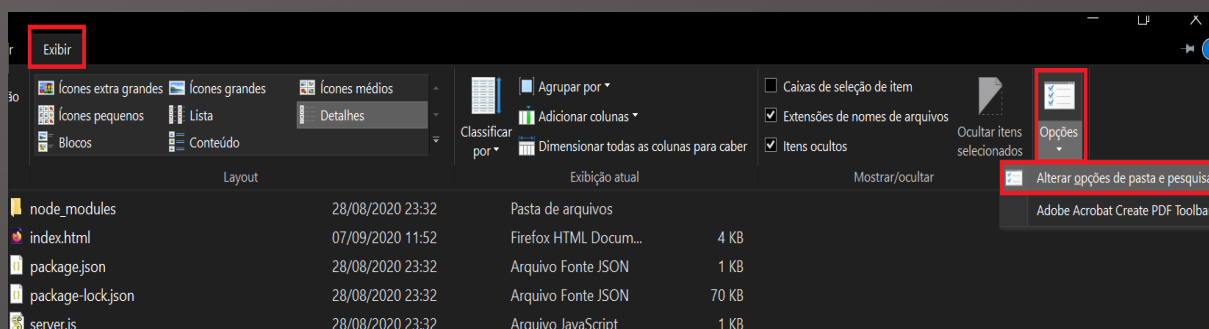 Exibir
Ícones extra grandes Ícones grandes Ícones médios
Ícones pequenos Lista Detalhes
Blocos Conteúdo
Layout
Classificar por
Agrupar por
Adicionar colunas
Dimensionar todas as colunas para caber
Exibição atual
Caixas de seleção de item
Extensões de nomes de arquivos
Itens ocultos
Ocultar itens
selecionados
Mostrar/ocultar
Opções
Alterar opções de pasta e pesquisa
Adobe Acrobat Create PDF Toolba
node_modules 28/08/2020 23:32 Pasta de arquivos
index.html 07/09/2020 11:52 Firefox HTML Docum... 4 KB
package.json 28/08/2020 23:32 Arquivo Fonte JSON 1 KB
package-lock.json 28/08/2020 23:32 Arquivo Fonte JSON 70 KB
server.js 28/08/2020 23:32 Arquivo JavaScript 1 KB